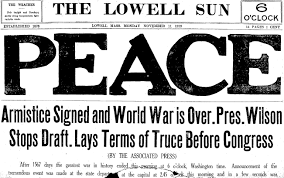 THE WEATHER
THE LOWELL SUN
6
O'CLOCK
ESTABLISHED 1878
LOWELL MASS. MONDAY NOVEMBER 11 1918
14 PAGES 1 CENT
PEACE
Armistice Signed and World War is Over. Pres. Wilson
Stops Draft. Lays Terms of Truce Before Congress
(BY THE ASSOCIATED PRESS)
After 1567 days the greatest war in history ended this morning at 6 o'clock, Washington time. Announcement of the
tremendous event was made at the state department at the capital at 2.45 o'clock this morning and in a few seconds was